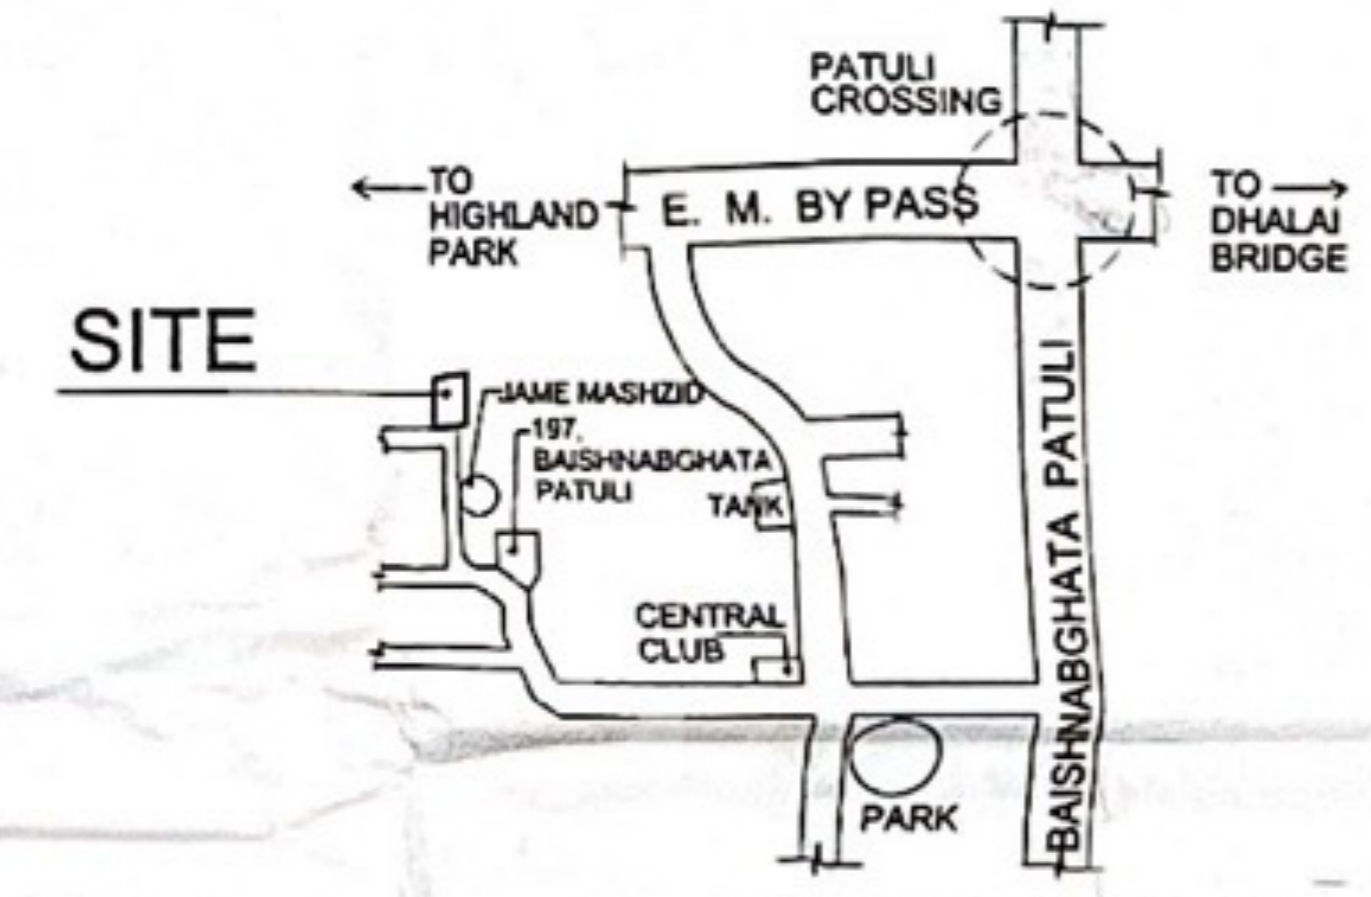 PATULI
CROSSING
TO
HIGHLAND
PARK
E. M. BY PASS
TO
DHALAI
BRIDGE
SITE
JAME MASHZID
197,
BAISHNABGHATA
PATULI
TANK
BAISHNABGHATA PATULI
CENTRAL
CLUB
PARK